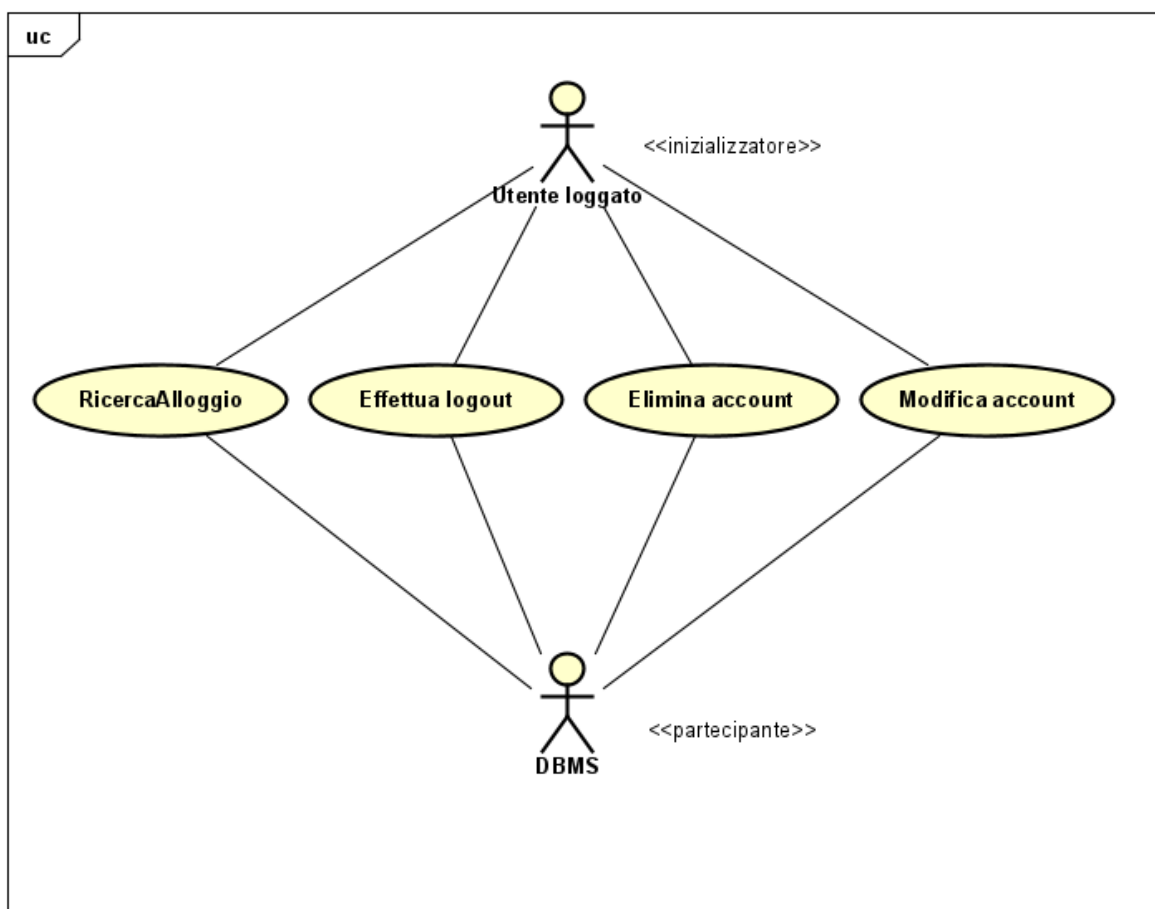 uc
<<inizializzatore>>
Utente loggato
RicercaAlloggio
Effettua logout
Elimina account
Modifica account
<<partecipante>>
DBMS